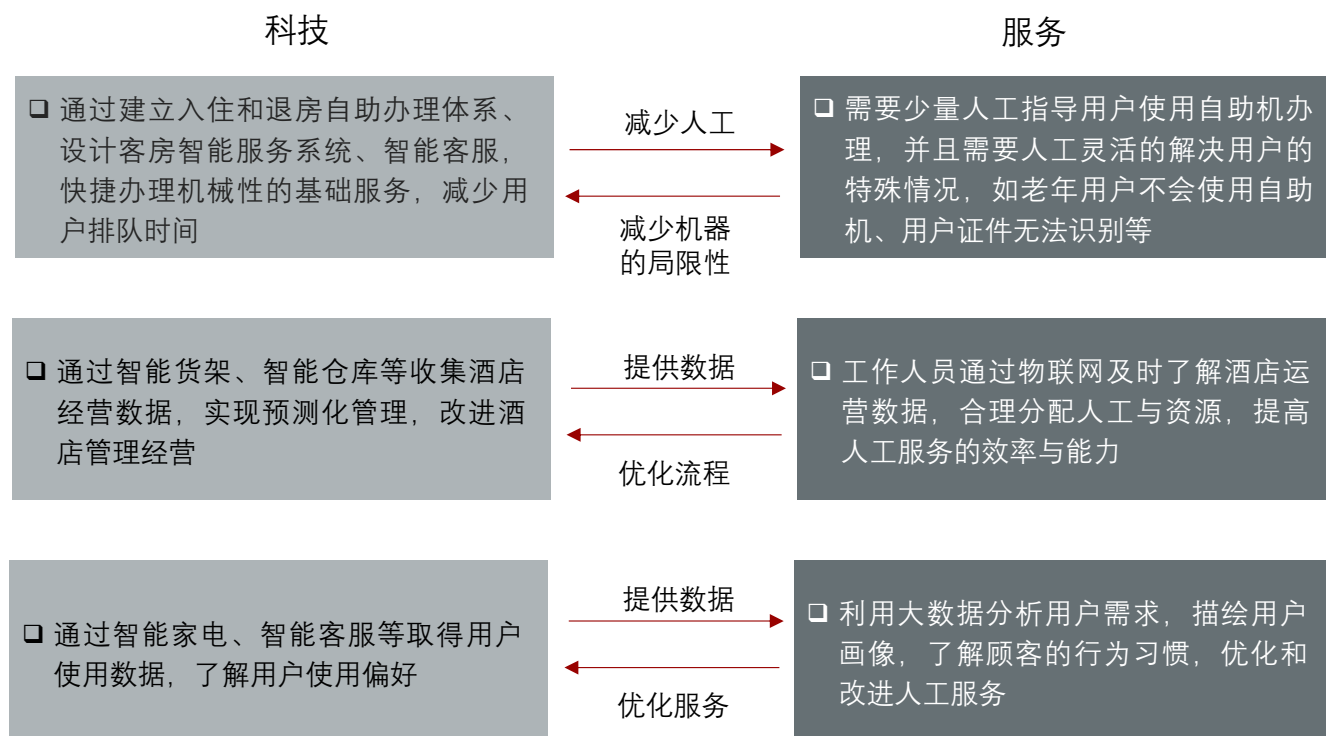 科技
服务
❑ 通过建立入住和退房自助办理体系、
设计客房智能服务系统、智能客服，
快捷办理机械性的基础服务，减少用
户排队时间
减少人工
减少机器
的局限性
❑ 需要少量人工指导用户使用自助机办
理，并且需要人工灵活的解决用户的
特殊情况，如老年用户不会使用自助
机、用户证件无法识别等
❑ 通过智能货架、智能仓库等收集酒店
经营数据，实现预测化管理，改进酒
店管理经营
提供数据
优化流程
❑ 工作人员通过物联网及时了解酒店运
营数据，合理分配人工与资源，提高
人工服务的效率与能力
❑ 通过智能家电、智能客服等取得用户
使用数据，了解用户使用偏好
提供数据
优化服务
❑ 利用大数据分析用户需求，描绘用户
画像，了解顾客的行为习惯，优化和
改进人工服务